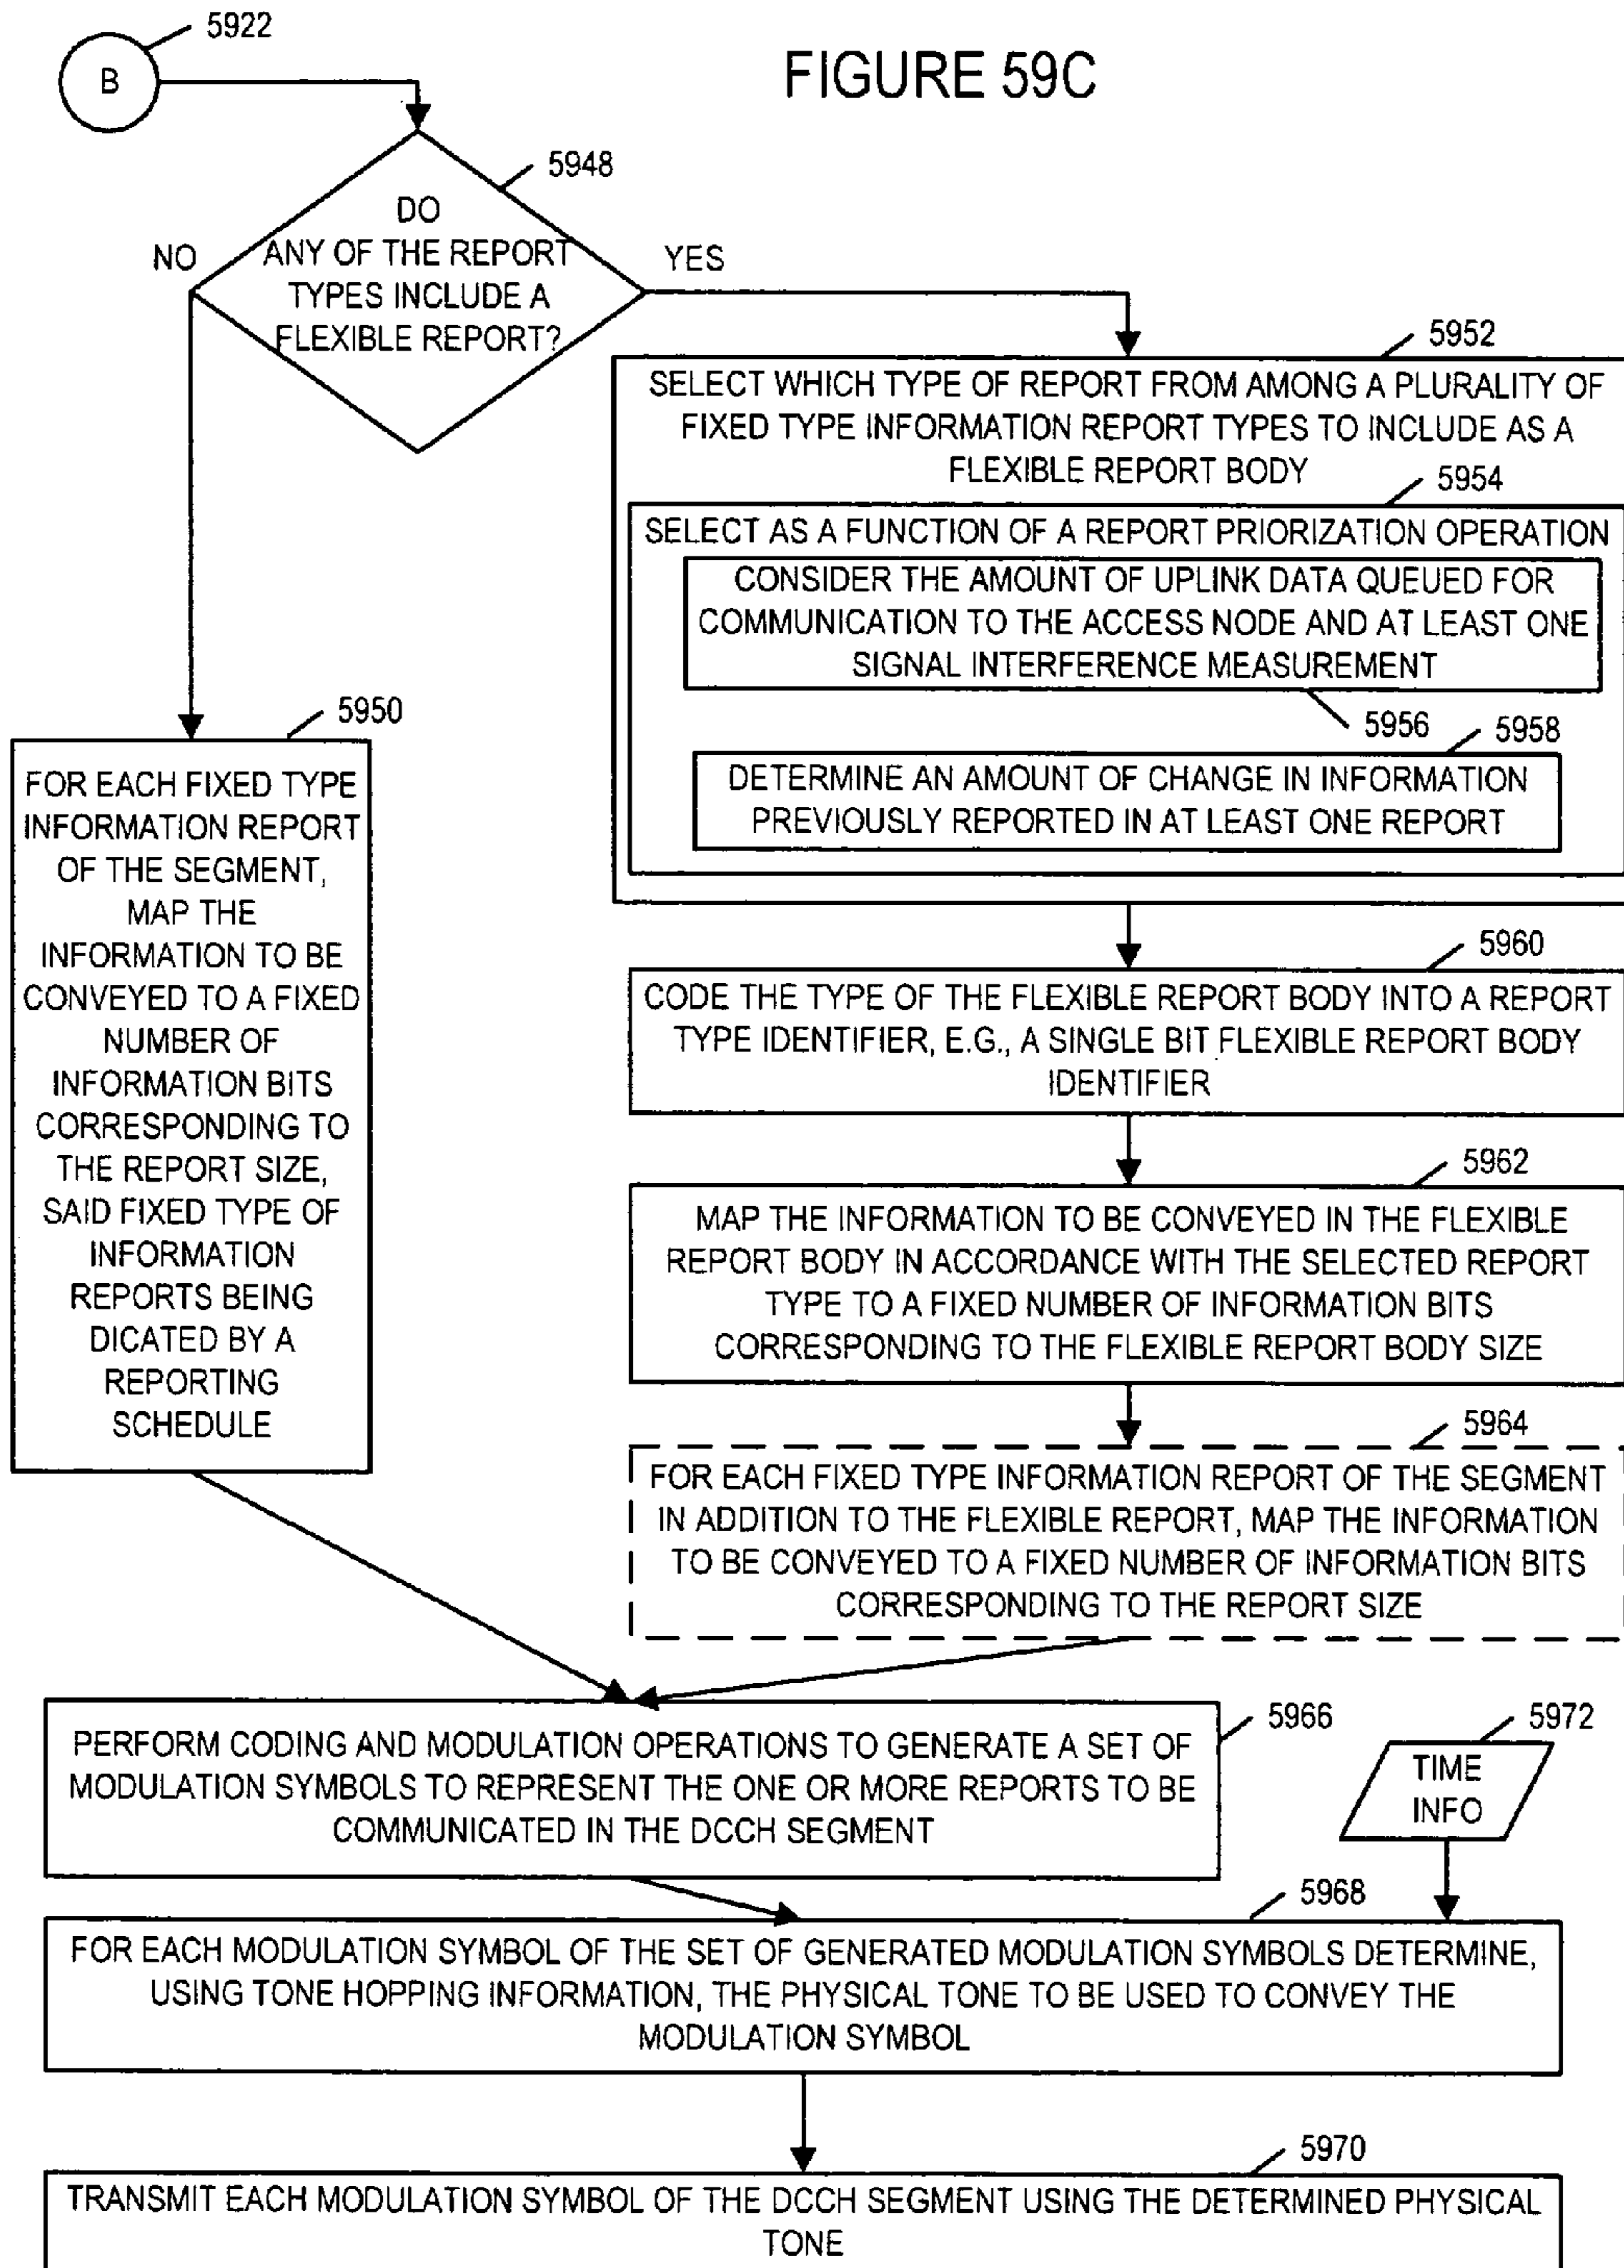 5922
B
FIGURE 59C
5948
DO
ANY OF THE REPORT
TYPES INCLUDE A
FLEXIBLE REPORT?
NO
YES
5952
SELECT WHICH TYPE OF REPORT FROM AMONG A PLURALITY OF
FIXED TYPE INFORMATION REPORT TYPES TO INCLUDE AS A
FLEXIBLE REPORT BODY
5954
SELECT AS A FUNCTION OF A REPORT PRIORIZATION OPERATION
CONSIDER THE AMOUNT OF UPLINK DATA QUEUED FOR
COMMUNICATION TO THE ACCESS NODE AND AT LEAST ONE
SIGNAL INTERFERENCE MEASUREMENT
5956
5958
DETERMINE AN AMOUNT OF CHANGE IN INFORMATION
PREVIOUSLY REPORTED IN AT LEAST ONE REPORT
5950
FOR EACH FIXED TYPE
INFORMATION REPORT
OF THE SEGMENT,
MAP THE
INFORMATION TO BE
CONVEYED TO A FIXED
NUMBER OF
INFORMATION BITS
CORRESPONDING TO
THE REPORT SIZE,
SAID FIXED TYPE OF
INFORMATION
REPORTS BEING
DICATED BY A
REPORTING
SCHEDULE
5960
CODE THE TYPE OF THE FLEXIBLE REPORT BODY INTO A REPORT
TYPE IDENTIFIER, E.G., A SINGLE BIT FLEXIBLE REPORT BODY
IDENTIFIER
5962
MAP THE INFORMATION TO BE CONVEYED IN THE FLEXIBLE
REPORT BODY IN ACCORDANCE WITH THE SELECTED REPORT
TYPE TO A FIXED NUMBER OF INFORMATION BITS
CORRESPONDING TO THE FLEXIBLE REPORT BODY SIZE
5964
FOR EACH FIXED TYPE INFORMATION REPORT OF THE SEGMENT
IN ADDITION TO THE FLEXIBLE REPORT, MAP THE INFORMATION
TO BE CONVEYED TO A FIXED NUMBER OF INFORMATION BITS
CORRESPONDING TO THE REPORT SIZE
5966
PERFORM CODING AND MODULATION OPERATIONS TO GENERATE A SET OF
MODULATION SYMBOLS TO REPRESENT THE ONE OR MORE REPORTS TO BE
COMMUNICATED IN THE DCCH SEGMENT
5972
TIME
INFO
5968
FOR EACH MODULATION SYMBOL OF THE SET OF GENERATED MODULATION SYMBOLS DETERMINE,
USING TONE HOPPING INFORMATION, THE PHYSICAL TONE TO BE USED TO CONVEY THE
MODULATION SYMBOL
5970
TRANSMIT EACH MODULATION SYMBOL OF THE DCCH SEGMENT USING THE DETERMINED PHYSICAL
TONE